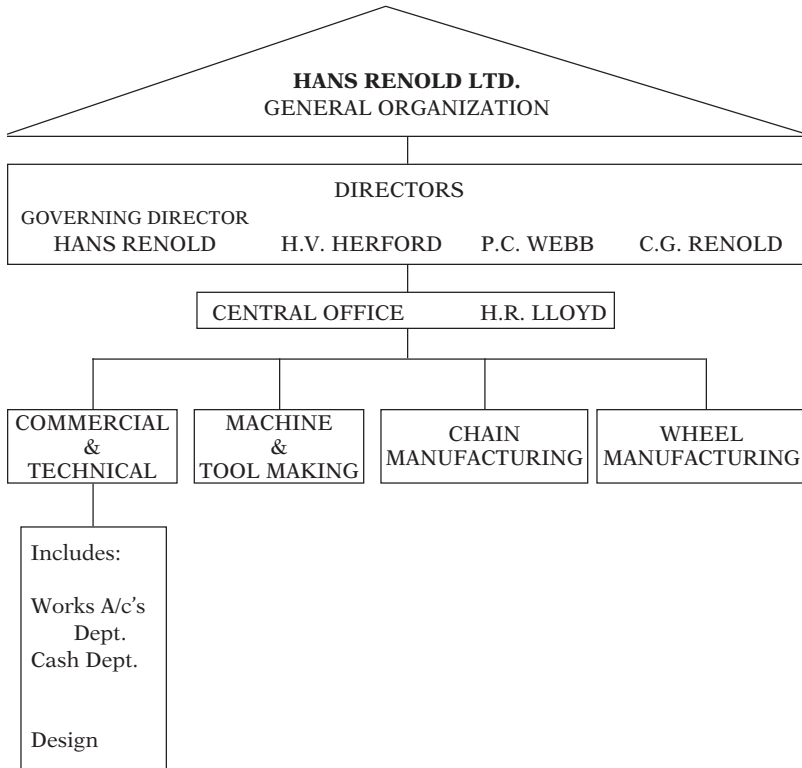 HANS RENOLD LTD.
GENERAL ORGANIZATION
DIRECTORS
GOVERNING DIRECTOR
HANS RENOLD H.V. HERFORD P.C. WEBB C.G. RENOLD
CENTRAL OFFICE H.R. LLOYD
COMMERCIAL
&
TECHNICAL
MACHINE
&
TOOL MAKING
CHAIN
MANUFACTURING
WHEEL
MANUFACTURING
Includes:
Works A/c's
Dept.
Cash Dept.
Design